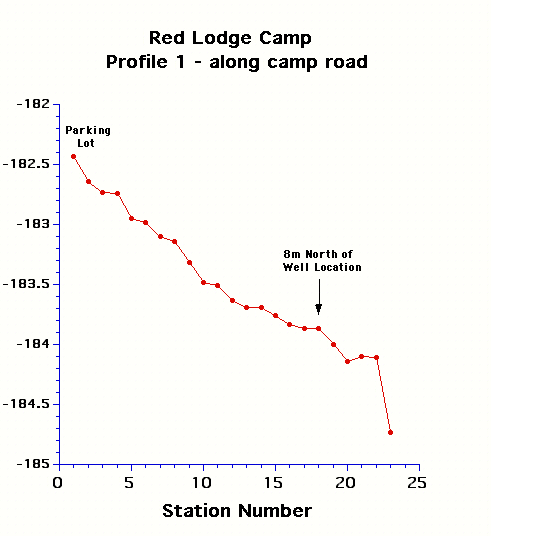 Red Lodge Camp
Profile 1 - along camp road
-182
Parking
Lot
-182.5
-183
8m North of
Well Location
-183.5
-184
-184.5
-185
0 5 10 15 20 25
Station Number